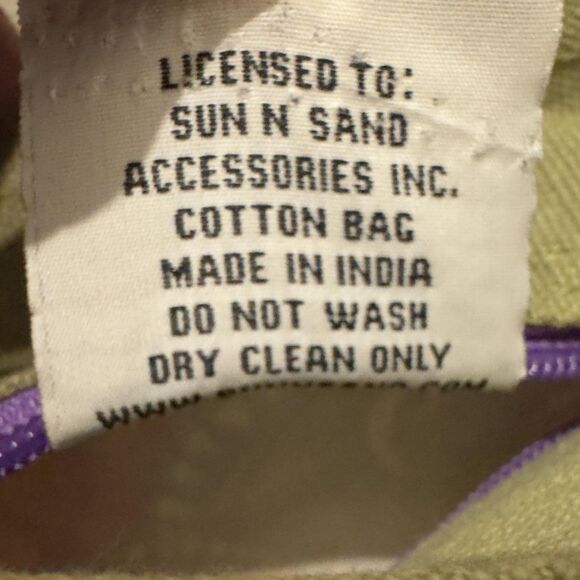 LICENSED TO:
SUN N' SAND
ACCESSORIES INC.
COTTON BAG
MADE IN INDIA
DO NOT WASH
DRY CLEAN ONLY